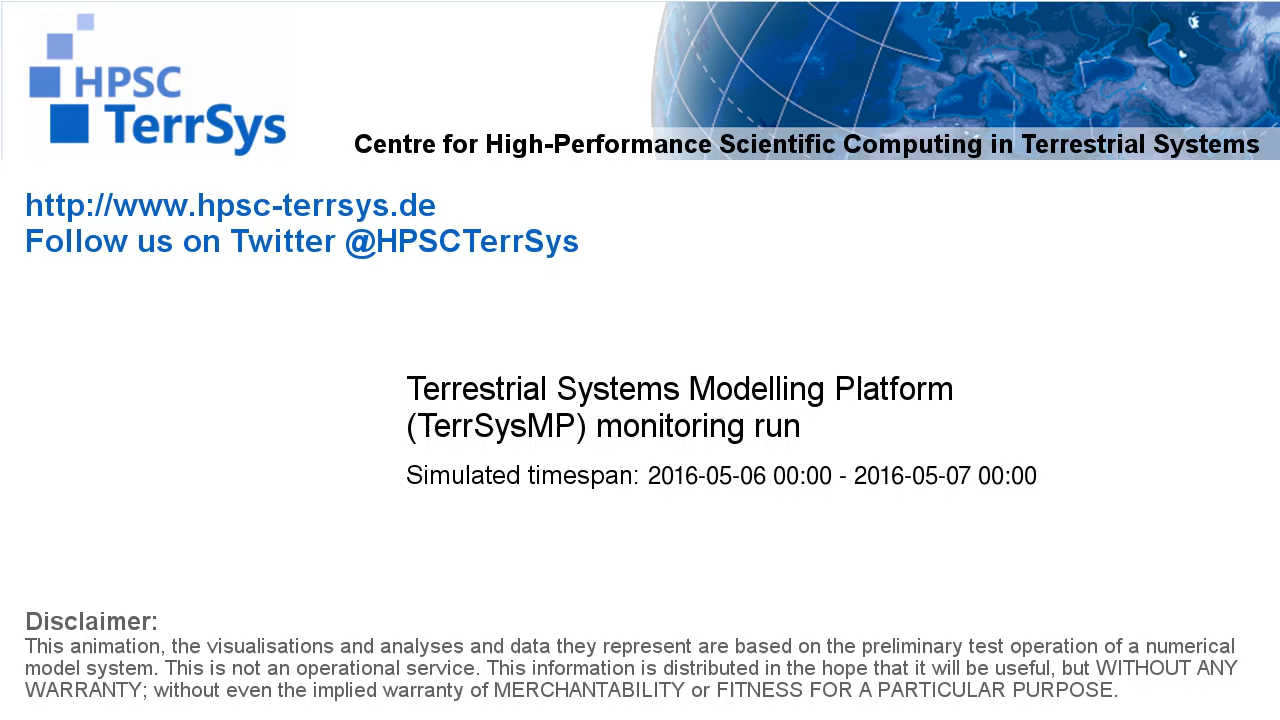 HPSC
TerrSys
Centre for High-Performance Scientific Computing in Terrestrial Systems
http://www.hpsc-terrsys.de
Follow us on Twitter @HPSCTerrSys
Terrestrial Systems Modelling Platform
(TerrSysMP) monitoring run
Simulated timespan: 2016-05-06 00:00 - 2016-05-07 00:00
Disclaimer:
This animation, the visualisations and analyses and data they represent are based on the preliminary test operation of a numerical
model system. This is not an operational service. This information is distributed in the hope that it will be useful, but WITHOUT ANY
WARRANTY; without even the implied warranty of MERCHANTABILITY or FITNESS FOR A PARTICULAR PURPOSE.